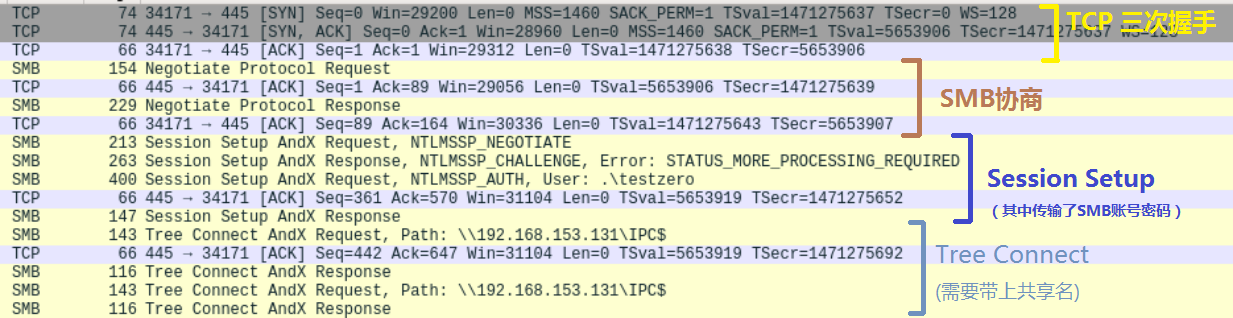 TCP 74 34171 → 445 [SYN] Seq=0 Win=29200 Len=0 MSS=1460 SACK_PERM=1 TSval=1471275637 TSecr=0 WS=128
TCP 三次握手
TCP 74 445 → 34171 [SYN, ACK] Seq=0 Ack=1 Win=28960 Len=0 MSS=1460 SACK_PERM=1 TSval=5653906 TSecr=1471275637 WS=128
TCP 66 34171 → 445 [ACK] Seq=1 Ack=1 Win=29312 Len=0 TSval=1471275638 TSecr=5653906
SMB 154 Negotiate Protocol Request
TCP 66 445 → 34171 [ACK] Seq=1 Ack=89 Win=29056 Len=0 TSval=5653906 TSecr=1471275639
SMB协商
SMB 229 Negotiate Protocol Response
TCP 66 34171 → 445 [ACK] Seq=89 Ack=164 Win=30336 Len=0 TSval=1471275643 TSecr=5653907
SMB 213 Session Setup AndX Request, NTLMSSP_NEGOTIATE
SMB 263 Session Setup AndX Response, NTLMSSP_CHALLENGE, Error: STATUS_MORE_PROCESSING_REQUIRED
SMB 400 Session Setup AndX Request, NTLMSSP_AUTH, User: .\testzero
Session Setup
TCP 66 445 → 34171 [ACK] Seq=361 Ack=570 Win=31104 Len=0 TSval=5653919 TSecr=1471275652
（其中传输了SMB账号密码）
SMB 147 Session Setup AndX Response
SMB 143 Tree Connect AndX Request, Path: \\192.168.153.131\IPC$
TCP 66 445 → 34171 [ACK] Seq=442 Ack=647 Win=31104 Len=0 TSval=5653919 TSecr=1471275692
Tree Connect
SMB 116 Tree Connect AndX Response
SMB 143 Tree Connect AndX Request, Path: \\192.168.153.131\IPC$
(需要带上共享名)
SMB 116 Tree Connect AndX Response